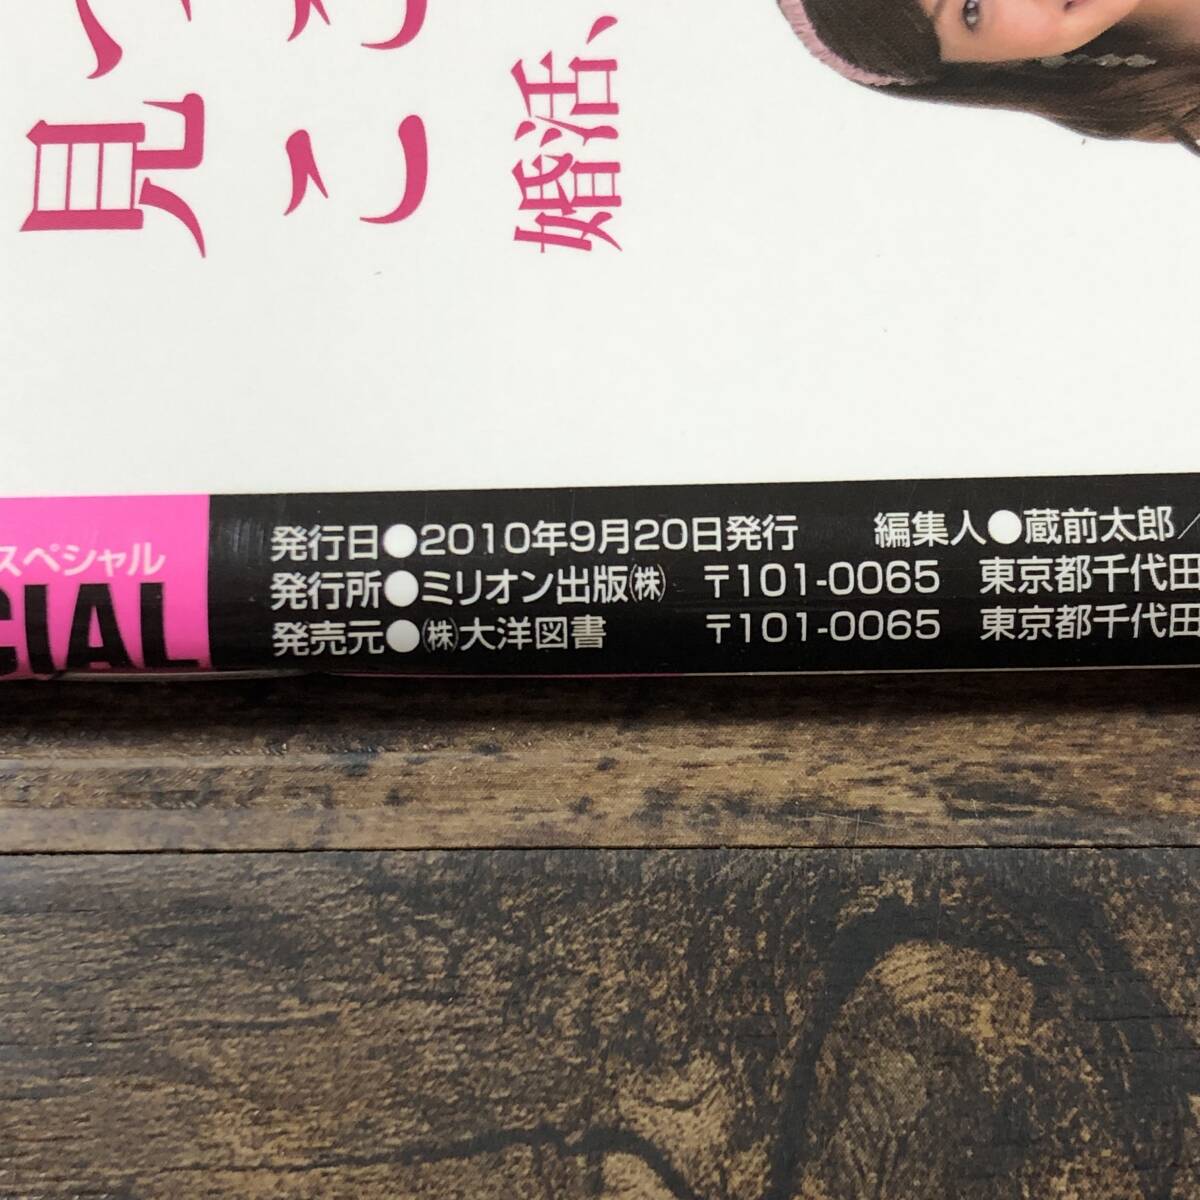 婚活、
こ
見
スペシャル
CIAL
発行日●2010年9月20日発行 編集人●蔵前太郎/
発行所●ミリオン出版㈱ 〒101-0065 東京都千代田
発売元●㈱大洋図書 〒101-0065 東京都千代田